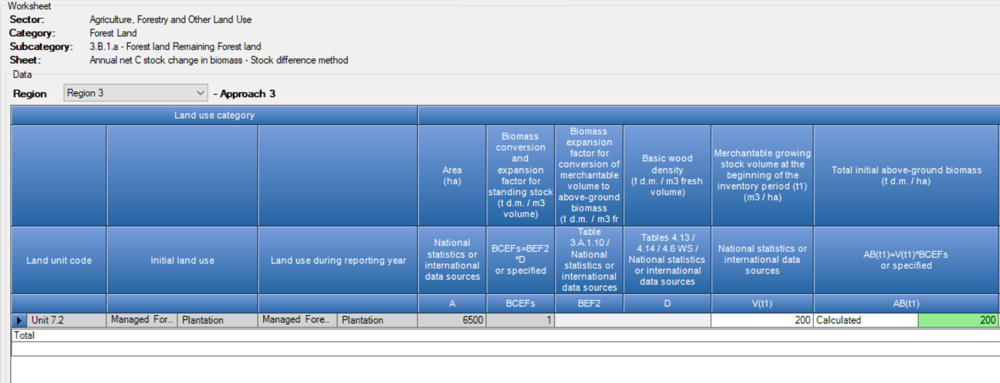 Worksheet
Sector: Agriculture, Forestry and Other Land Use
Category: Forest Land
Subcategory: 3.B.1.a - Forest land Remaining Forest land
Sheet: Annual net C stock change in biomass - Stock difference method
Data
Region Region 3 - Approach 3
Land use category
Area
(ha)
Biomass
conversion
and
expansion
factor for
standing stock
(t d.m. / m3
volume)
Biomass
expansion
factor for
conversion of
merchantable
volume to
above-ground
biomass
(t d.m. / m3 fr
Basic wood
density
(t d.m. / m3 fresh
volume)
Merchantable growing
stock volume at the
beginning of the
inventory period (t1)
(m3 / ha)
Total initial above-ground biomass
(t d.m. / ha)
Land unit code
Initial land use
Land use during reporting year
National
statistics or
international
data sources
BCEFs=BEF2
*D
or specified
Table
3.A.1.10 /
National
statistics or
international
data sources
Tables 4.13 /
4.14 / 4.6 WS /
National statistics
or international
data sources
National statistics or
international data
sources
AB(t1)=V(t1)*BCEFs
or specified
A BCEFs BEF2 D V(t1) AB(t1)
Unit 7.2 Managed For... Plantation Managed Fore... Plantation 6500 1 200 Calculated 200
Total